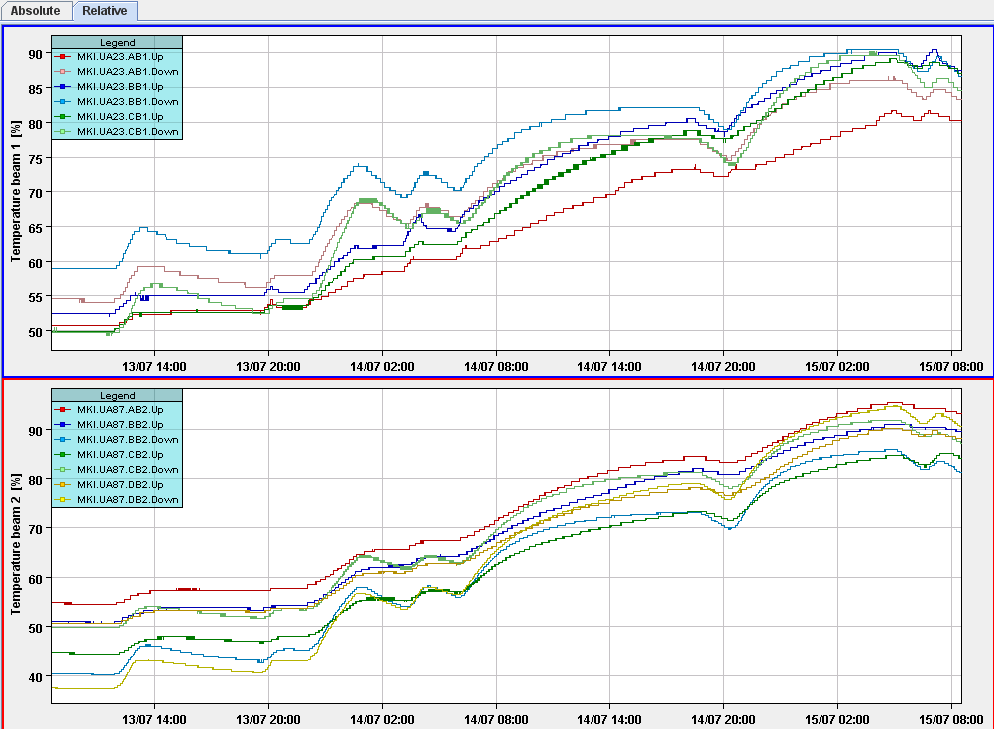 Absolute Relative
Temperature beam 1 [%]
Legend
MKI.UA23.AB1.Up
MKI.UA23.AB1.Down
MKI.UA23.BB1.Up
MKI.UA23.BB1.Down
MKI.UA23.CB1.Up
MKI.UA23.CB1.Down
90
85
80
75
70
65
60
55
50
13/07 14:00 13/07 20:00 14/07 02:00 14/07 08:00 14/07 14:00 14/07 20:00 15/07 02:00 15/07 08:00
Temperature beam 2 [%]
Legend
MKI.UA87.AB2.Up
MKI.UA87.BB2.Up
MKI.UA87.BB2.Down
MKI.UA87.CB2.Up
MKI.UA87.CB2.Down
MKI.UA87.DB2.Up
MKI.UA87.DB2.Down
90
80
70
60
50
40
13/07 14:00 13/07 20:00 14/07 02:00 14/07 08:00 14/07 14:00 14/07 20:00 15/07 02:00 15/07 08:00